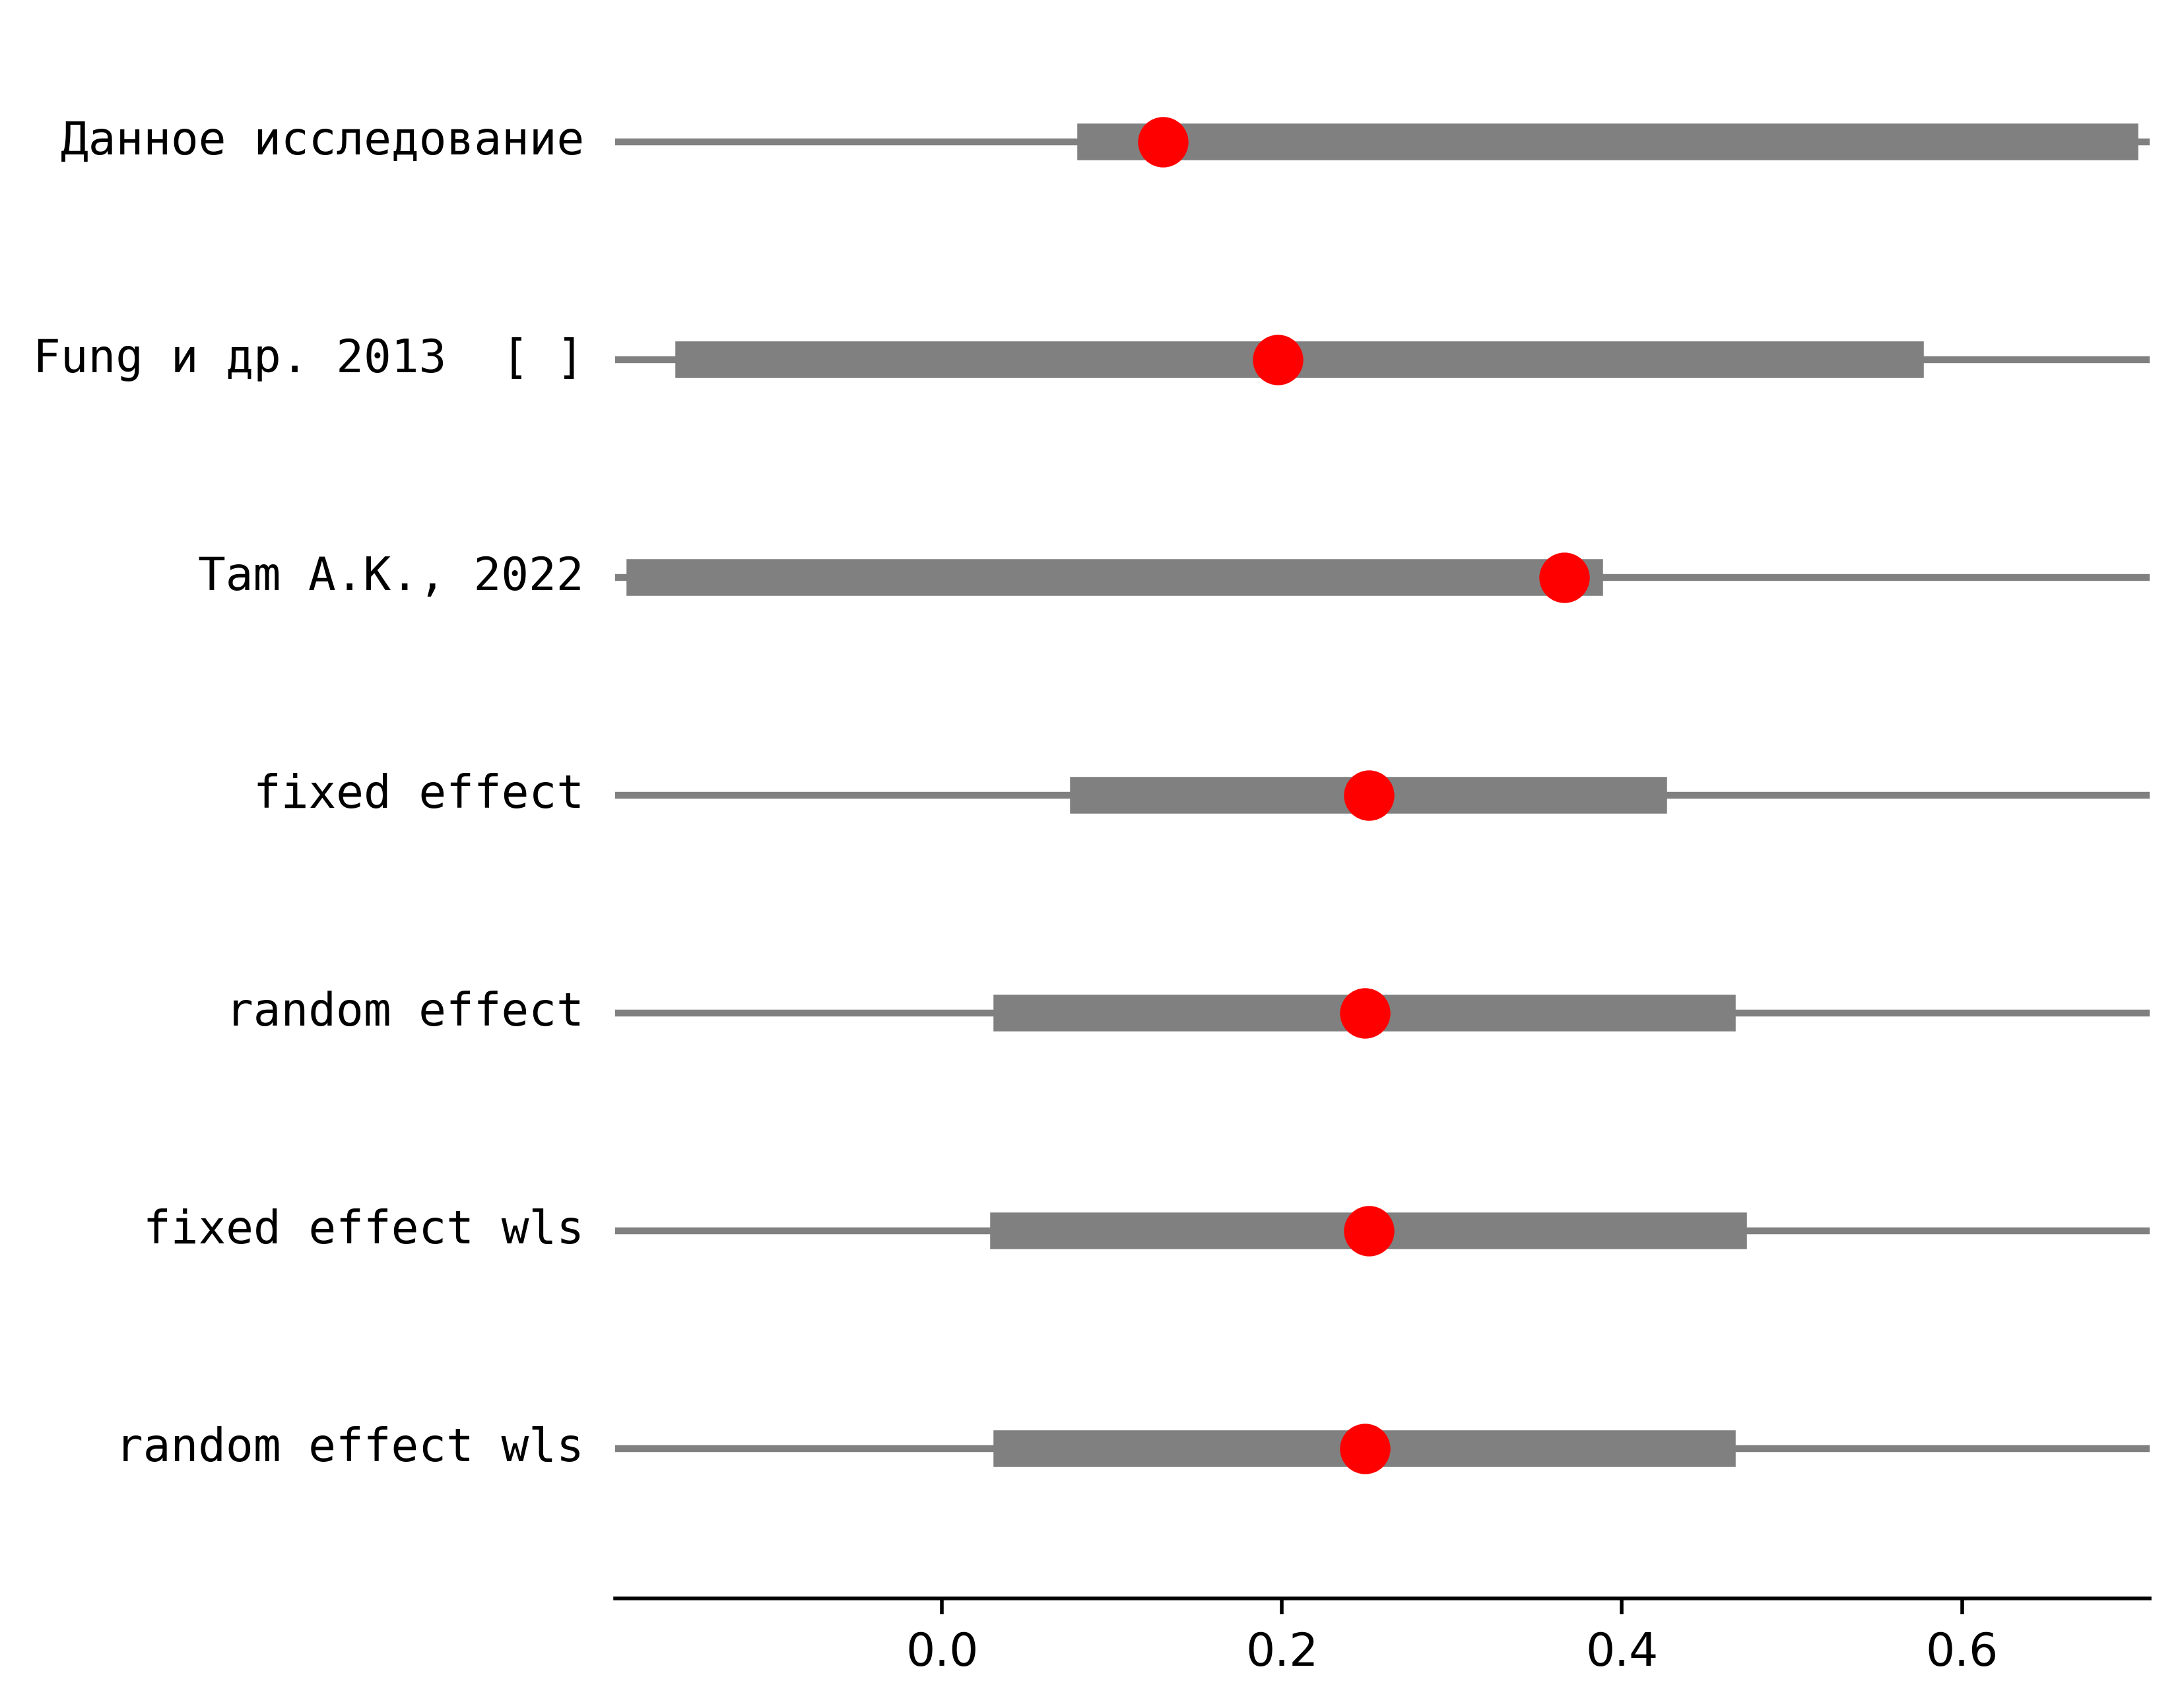 Данное исследование
Fung и др. 2013 [ ]
Tam A.K., 2022
fixed effect
random effect
fixed effect wls
random effect wls
0.0 0.2 0.4 0.6